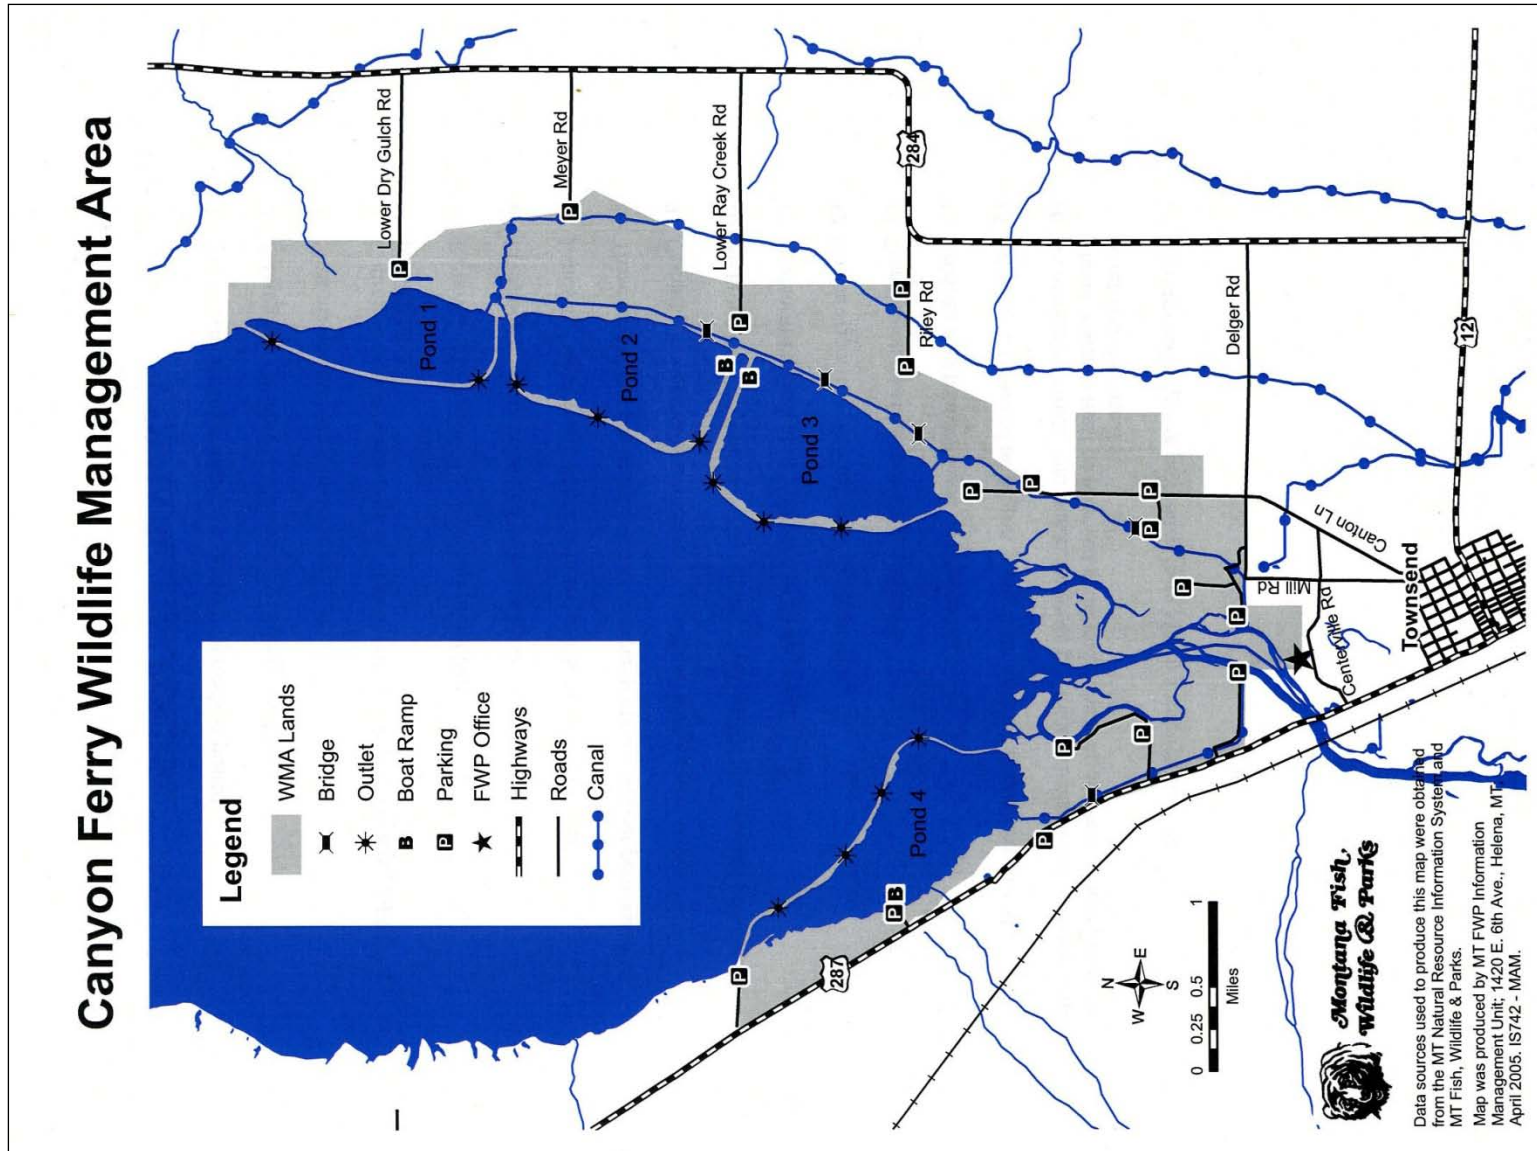 Canyon Ferry Wildlife Management Area
Legend
WMA Lands
Bridge
Outlet
B Boat Ramp
P Parking
FWP Office
Highways
Roads
Canal
Lower Dry Gulch Rd
Meyer Rd
Lower Ray Creek Rd
284
Riley Rd
Delger Rd
12
Pond 1
Pond 2
Pond 3
Pond 4
P
P
P
P
P
B
B
P
P
P
P
P
P
P
P
P
P
P
B
P
287
Canton Ln
Mill Rd
Centerville Rd
Townsend
N
W E
S
0 0.25 0.5 1
Miles
Montana Fish,
Wildlife & Parks
Data sources used to produce this map were obtained
from the MT Natural Resource Information System and
MT Fish, Wildlife & Parks.
Map was produced by MT FWP Information
Management Unit; 1420 E. 6th Ave., Helena, MT,
April 2005. IS742 - MAM.